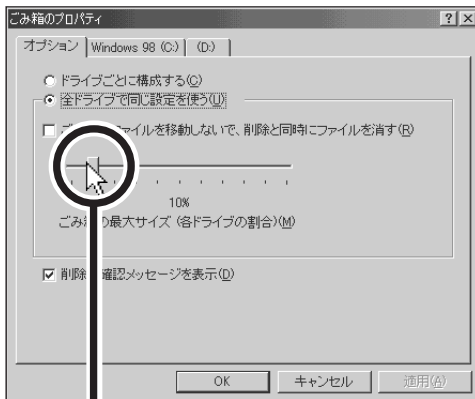 ごみ箱のプロパティ
オプション Windows 98 (C:) (D:)
ドライブごとに構成する(C)
全ドライブで同じ設定を使う(U)
ファイルを移動しないで、削除と同時にファイルを消す(R)
10%
ごみ の最大サイズ (各ドライブの割合)(M)
削除 確認メッセージを表示(D)
OK キャンセル 適用(A)